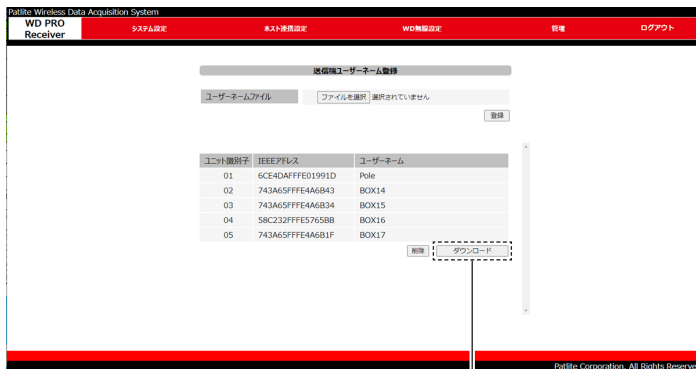 Patlite Wireless Data Acquisition System
WD PRO
Receiver
システム設定
ホスト連携設定
WD無線設定
管理
ログアウト
送信機ユーザーネーム登録
ユーザーネームファイル
ファイルを選択 選択されていません
登録
ユニット識別子 IEEEアドレス ユーザーネーム
01 6CE4DAFFFE01991D Pole
02 743A65FFFE4A6B43 BOX14
03 743A65FFFE4A6B34 BOX15
04 58C232FFFE5765BB BOX16
05 743A65FFFE4A6B1F BOX17
削除 ダウンロード
Patlite Corporation, All Rights Reserve